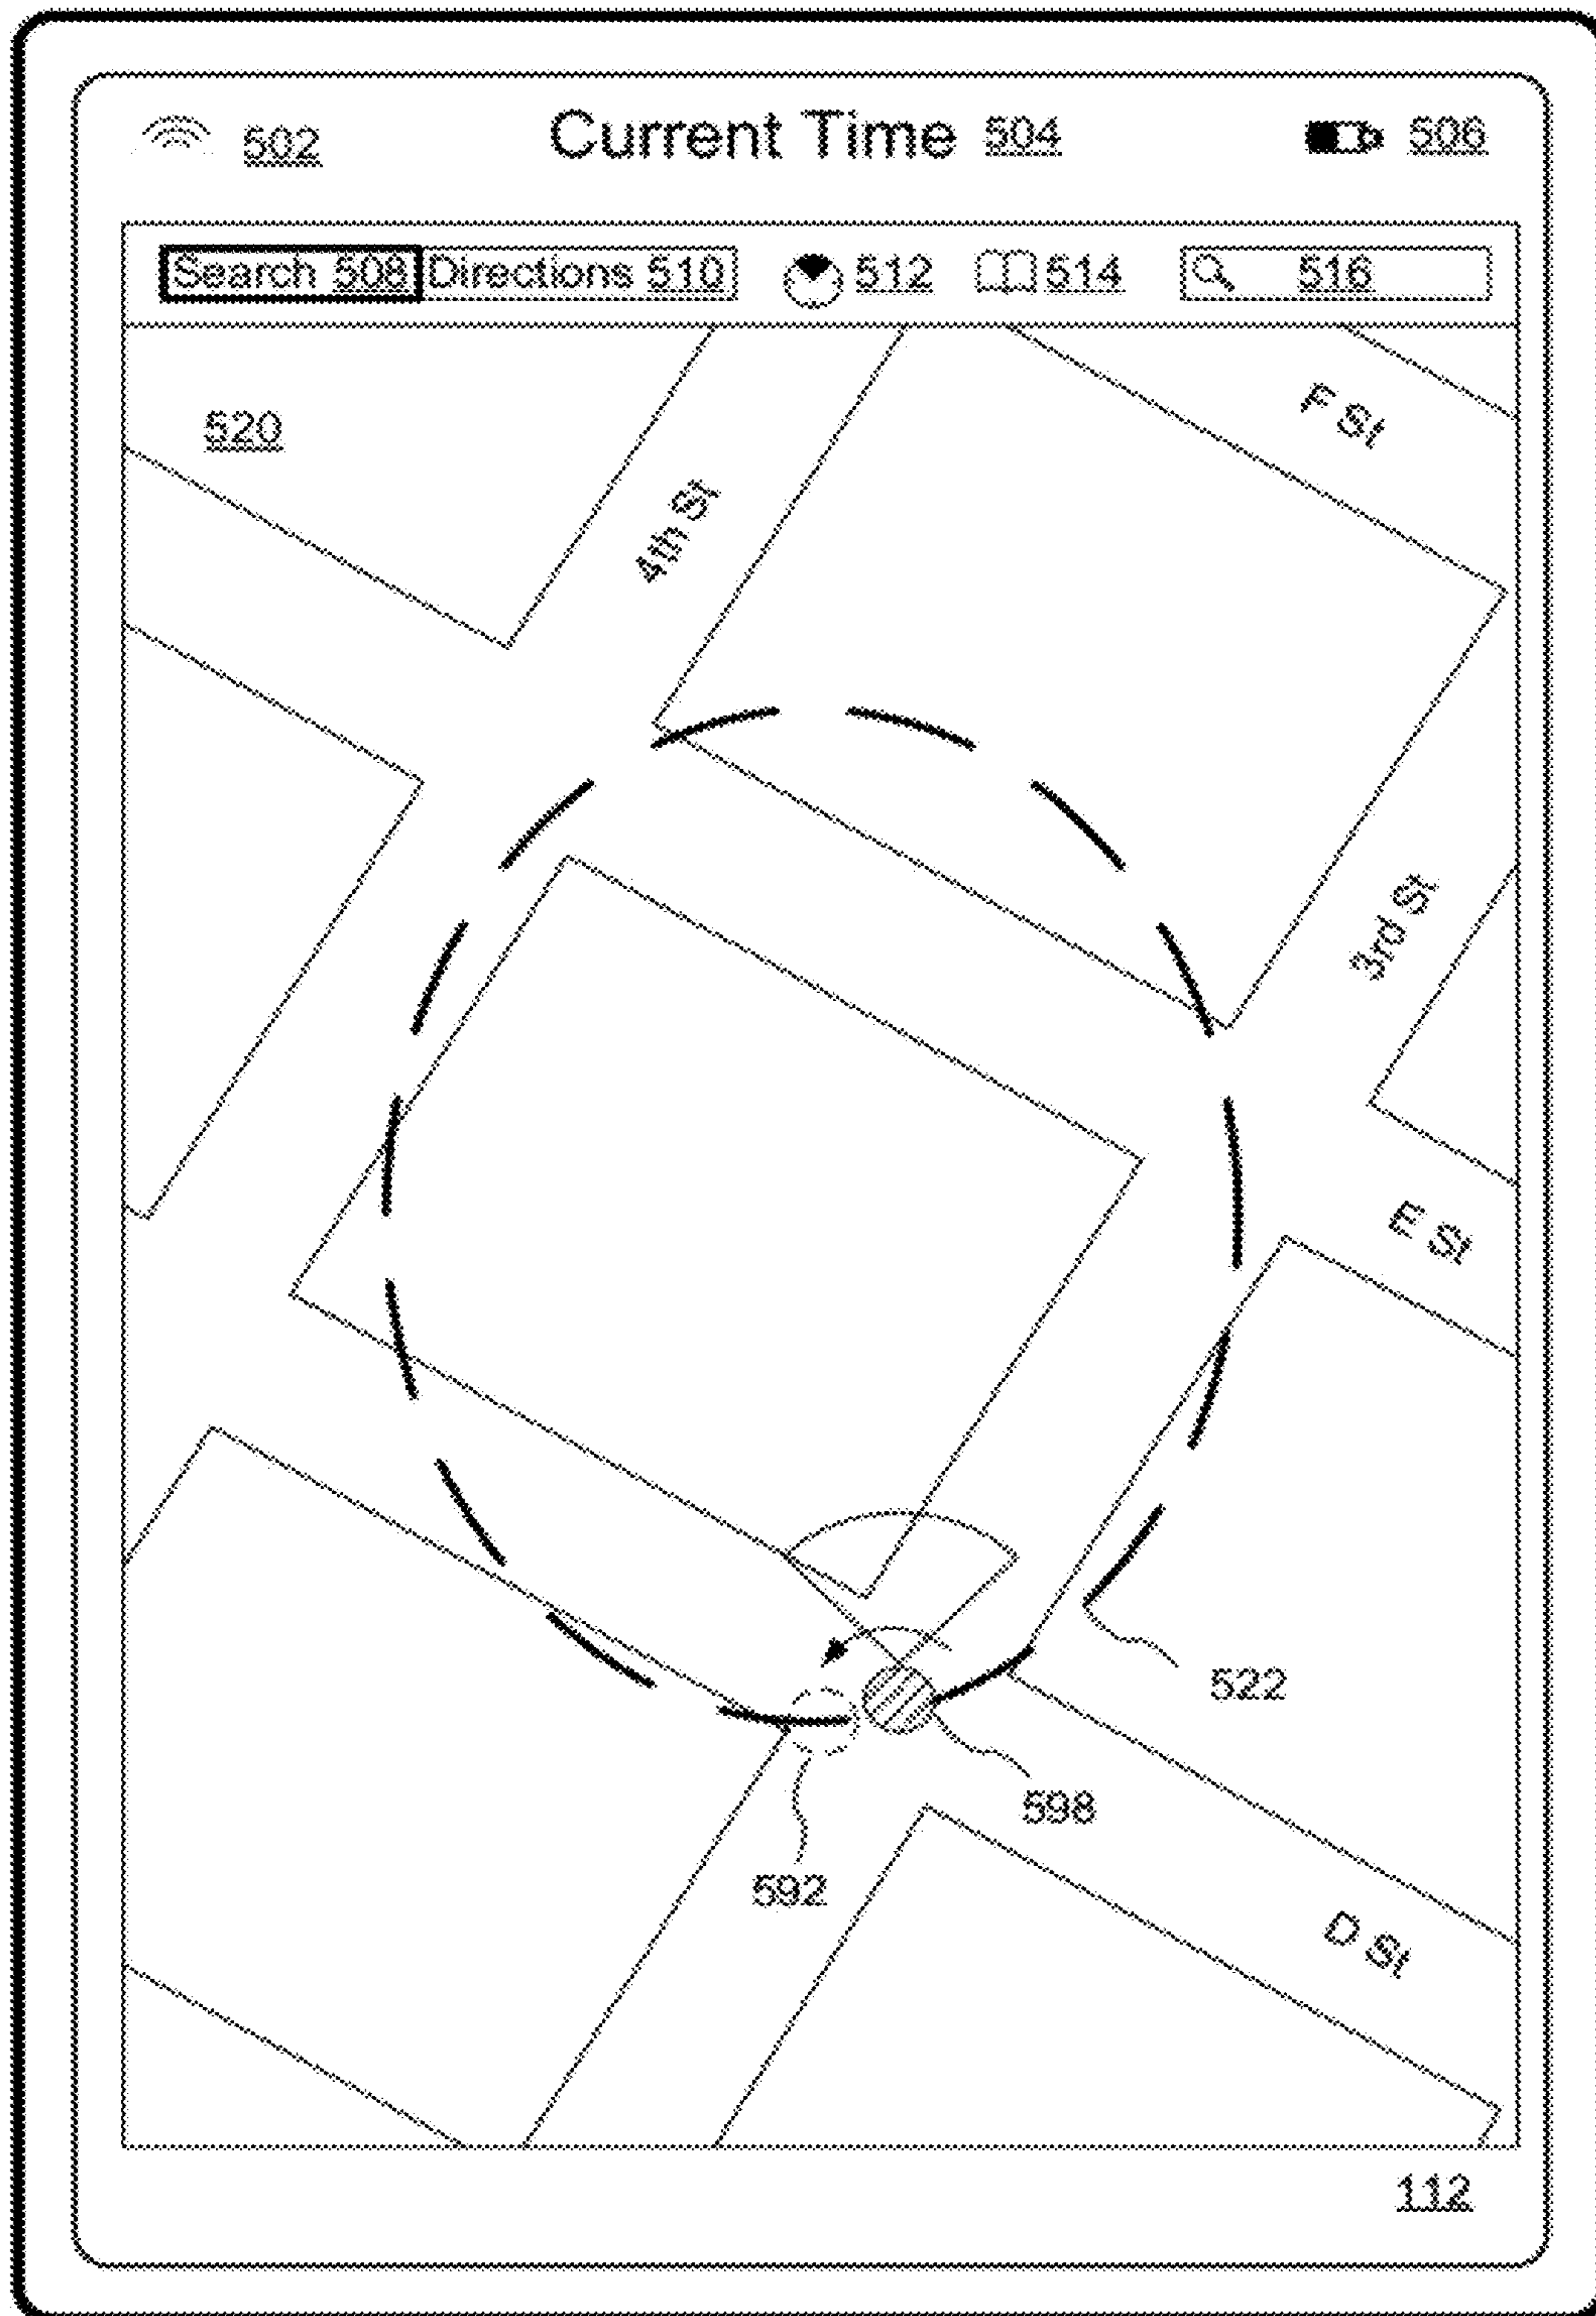 502 Current Time 504 506
Search 508 Directions 510 512 514 516
520
F St
4th St
3rd St
E St
522
598
592
D St
112